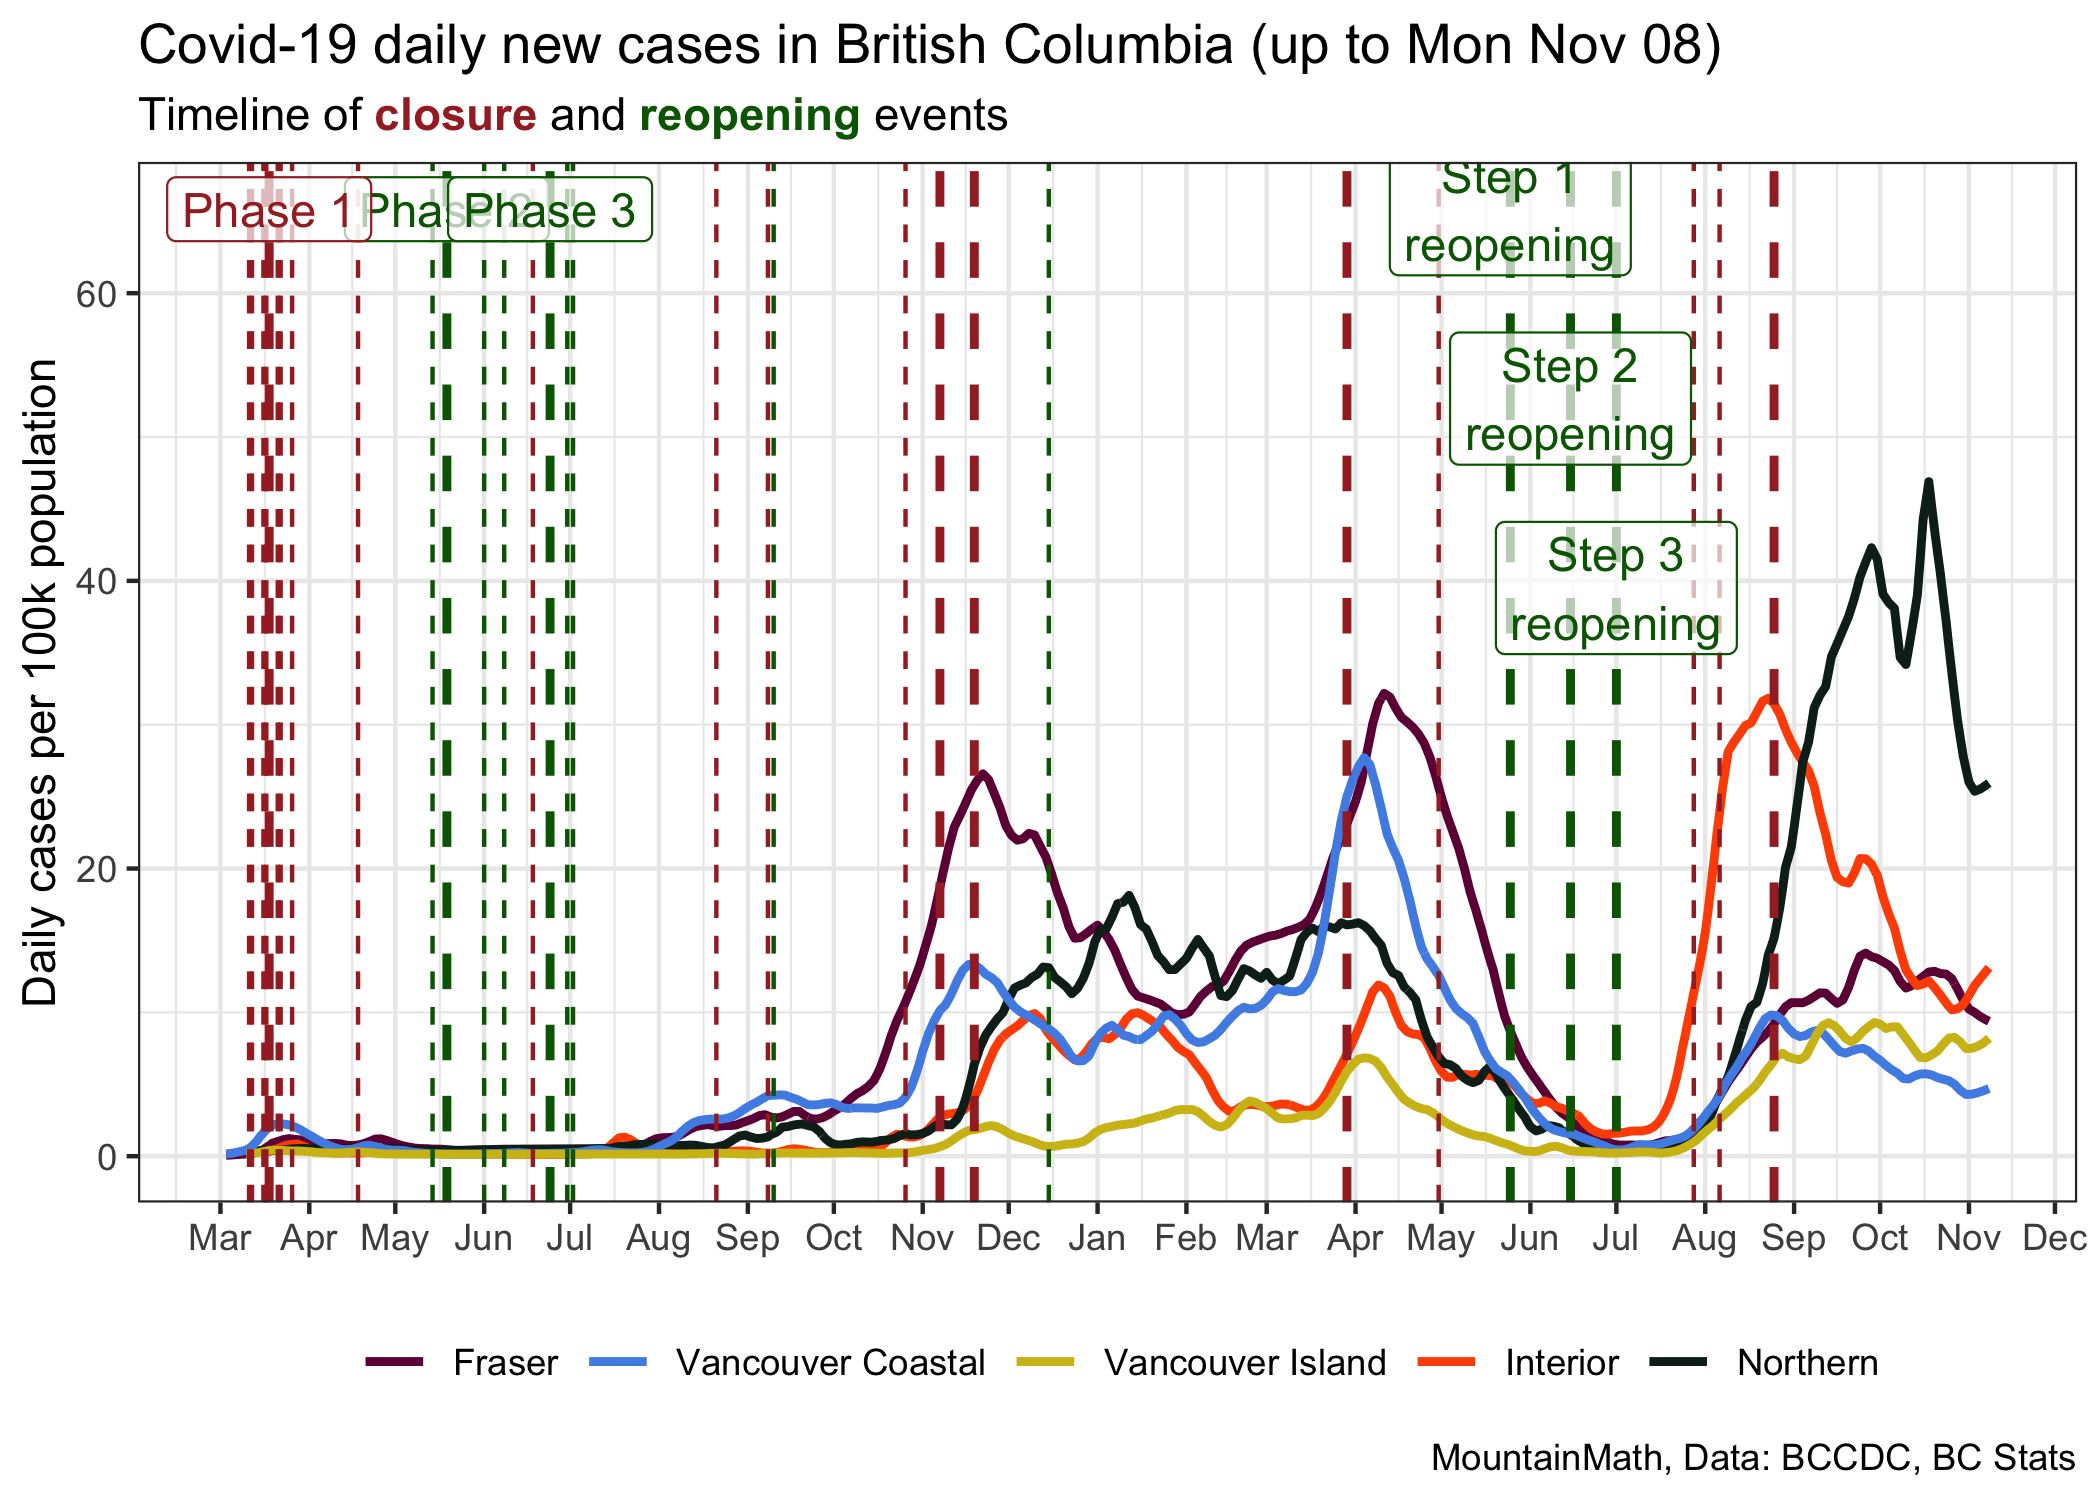 Covid-19 daily new cases in British Columbia (up to Mon Nov 08)
Timeline of closure and reopening events
Daily cases per 100k population
Phase 1
Phase 2
Phase 3
Step 1
reopening
Step 2
reopening
Step 3
reopening
60
40
20
0
Mar Apr May Jun Jul Aug Sep Oct Nov Dec Jan Feb Mar Apr May Jun Jul Aug Sep Oct Nov Dec
Fraser Vancouver Coastal Vancouver Island Interior Northern
MountainMath, Data: BCCDC, BC Stats